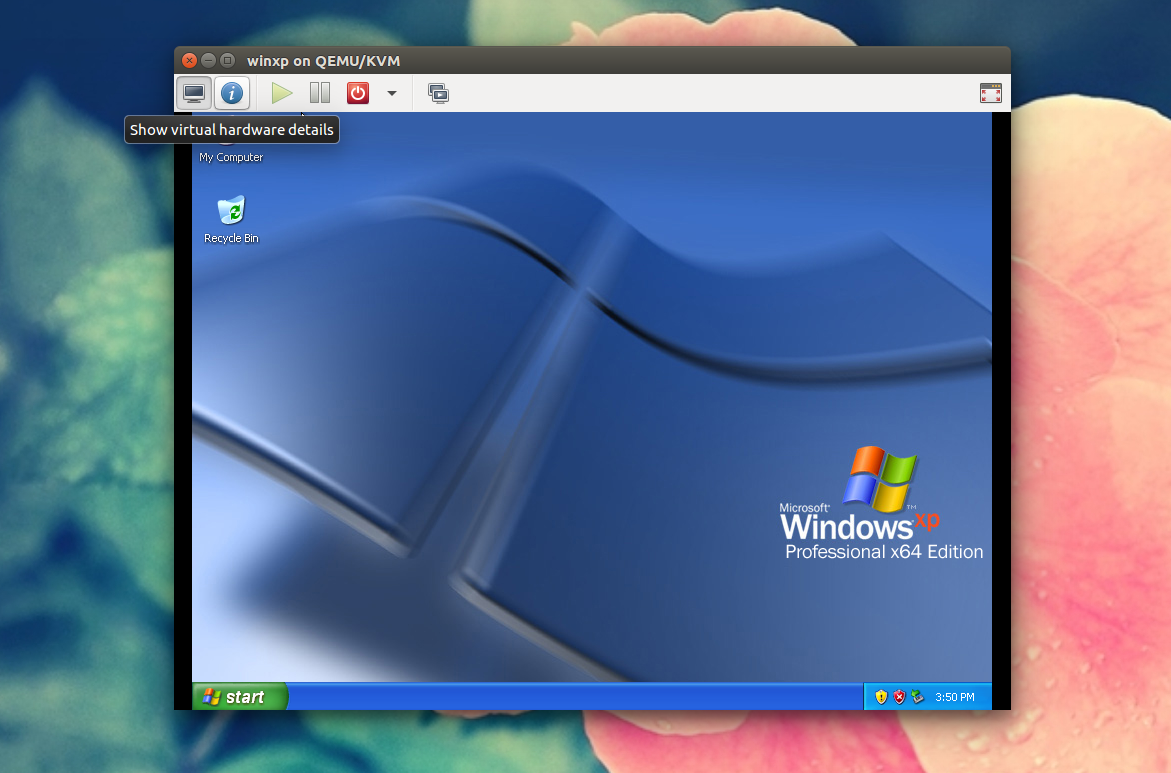 winxp on QEMU/KVM
Show virtual hardware details
My Computer
Recycle Bin
Microsoft®
Windows xp
TM
Professional x64 Edition
start
3:50 PM